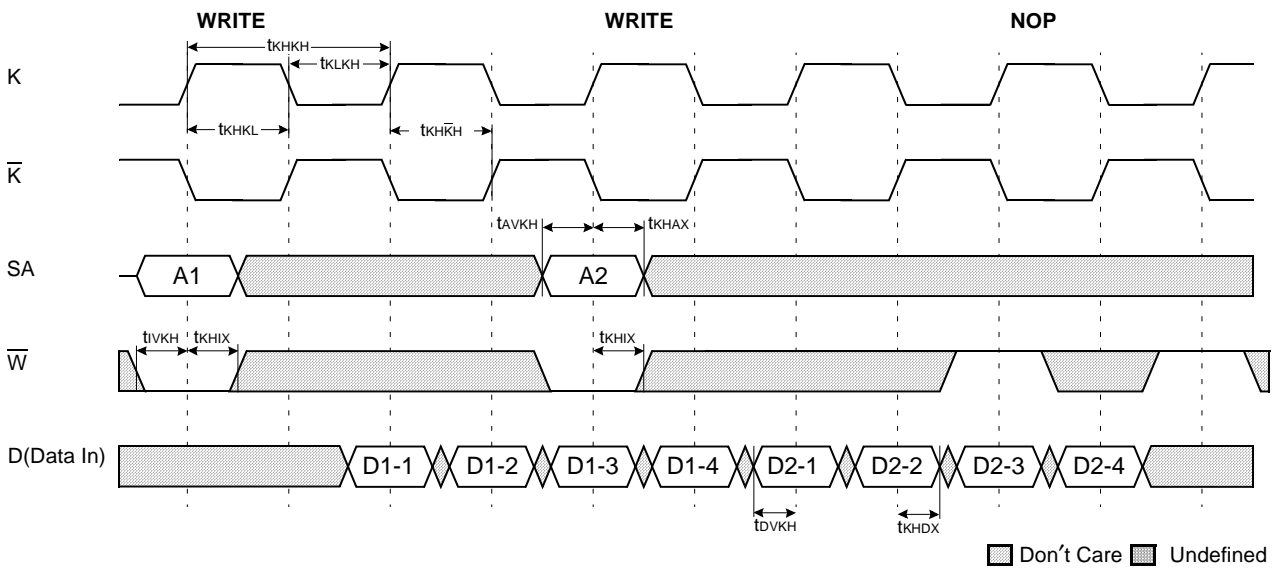 WRITE WRITE NOP
tKHKH
tKLKH
K
tKHKL tKHK̅H
K̅
tAVKH tKHAX
SA A1 A2
tIVKH tKHIX tKHIX
W̅
D(Data In) D1-1 D1-2 D1-3 D1-4 D2-1 D2-2 D2-3 D2-4
tDVKH tKHDX
Don′t Care Undefined